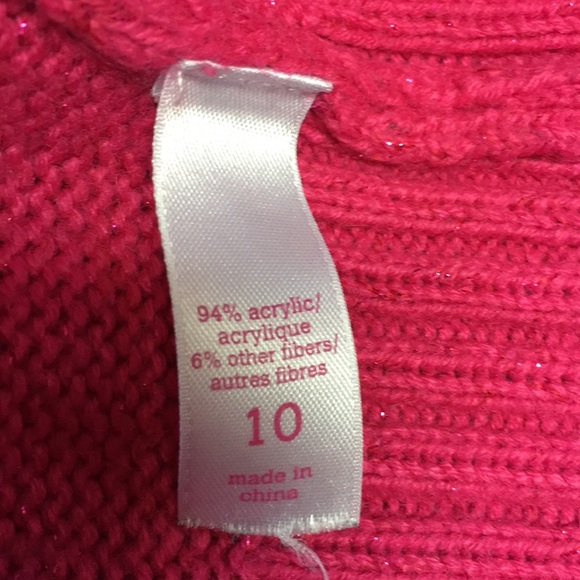 94% acrylic/
acrylique
6% other fibers/
autres fibres
10
made in
china